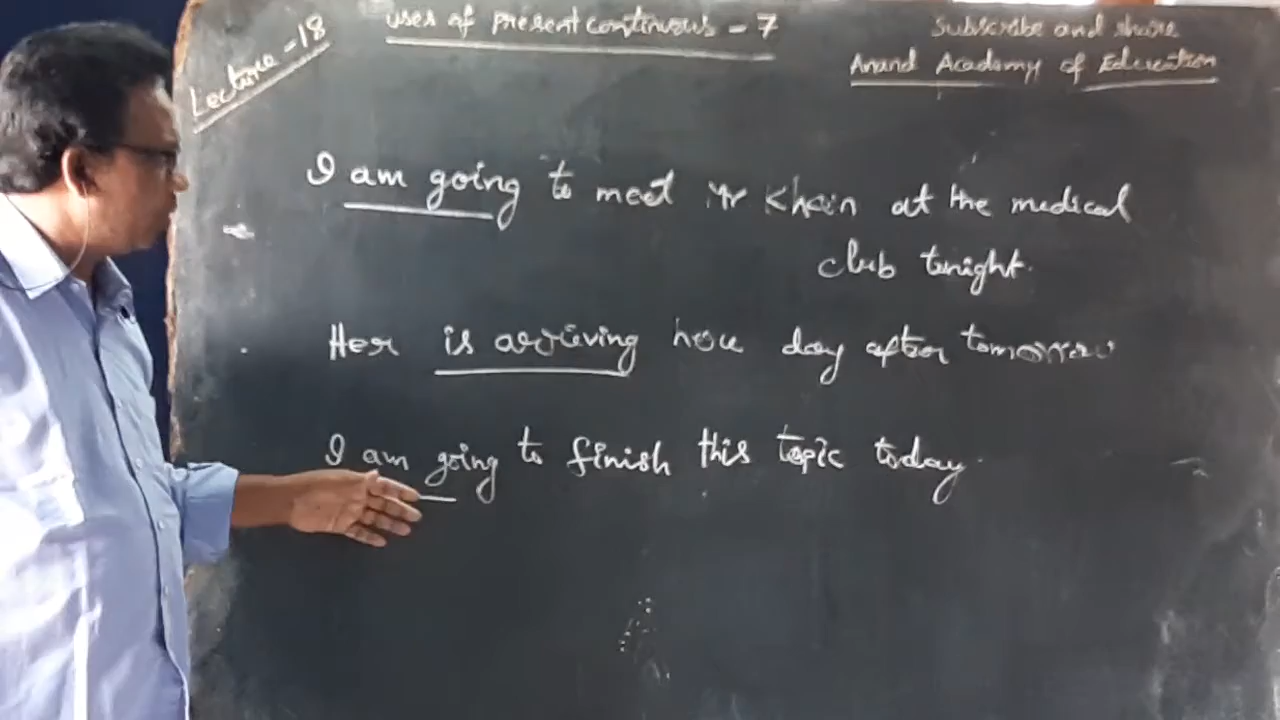 Lecture - 18
uses of present continuous - 7
Subscribe and share
Anand Academy of Education
I am going to meet Mr Khan at the medical
club tonight.
Her is arriving hour day after tomorrow
I am going to finish this topic today.